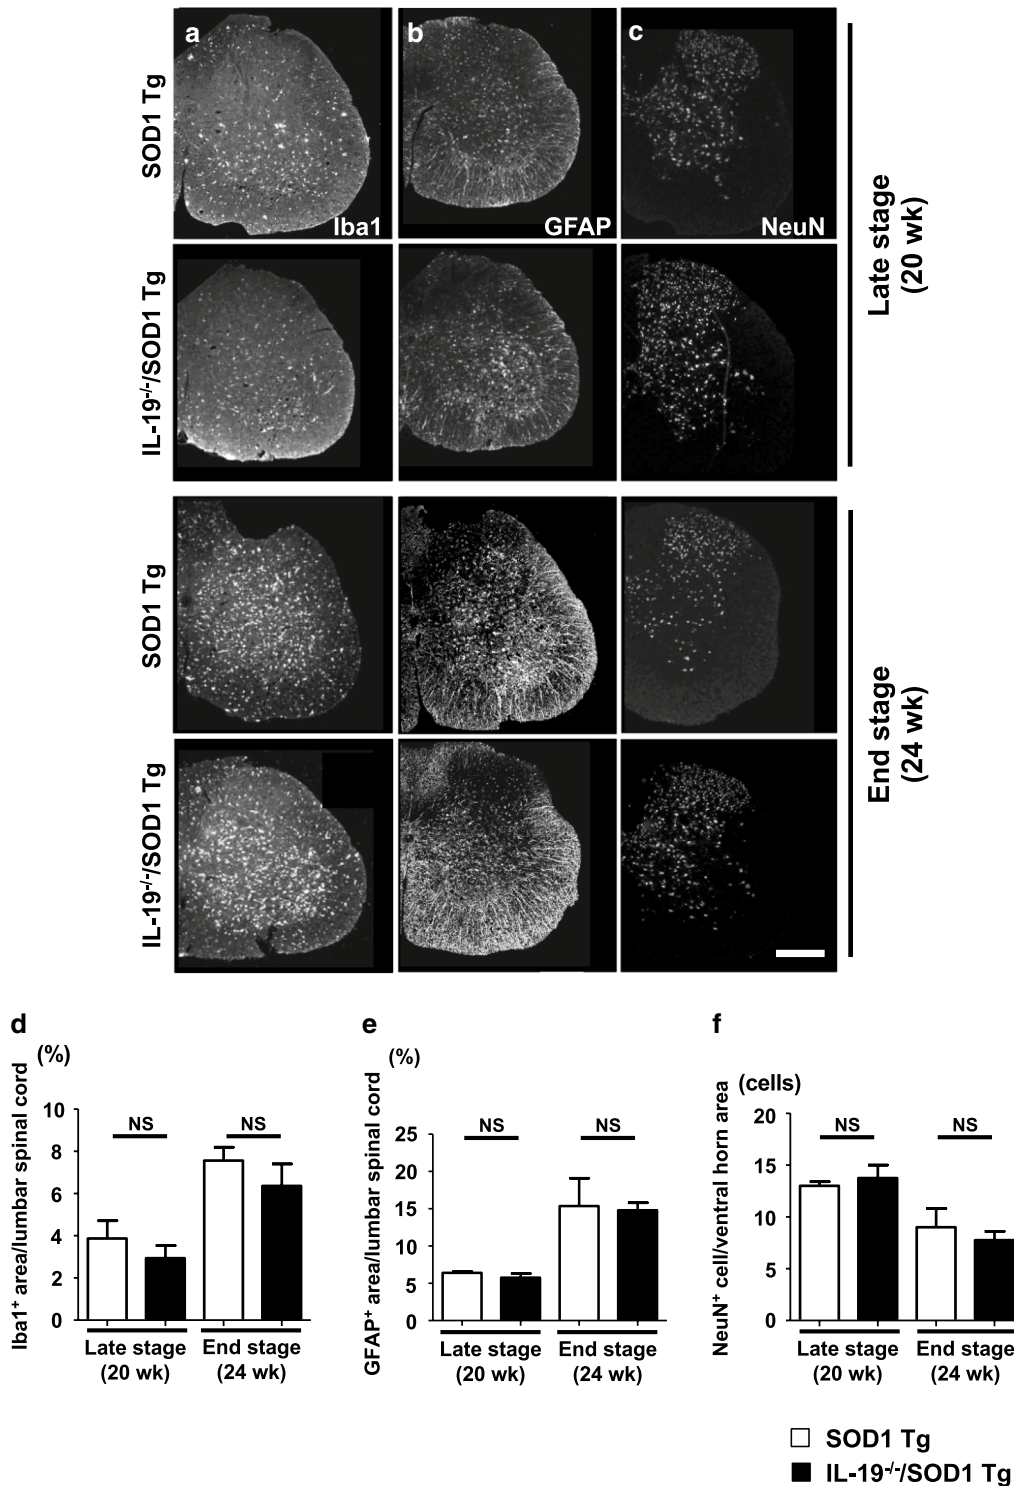 a
b
c
SOD1 Tg
Iba1
GFAP
NeuN
IL-19-/-/SOD1 Tg
Late stage
(20 wk)
SOD1 Tg
IL-19-/-/SOD1 Tg
End stage
(24 wk)
d
(%)
Iba1+ area/lumbar spinal cord
10
8
6
4
2
0
NS
NS
Late stage
(20 wk)
End stage
(24 wk)
e
(%)
GFAP+ area/lumbar spinal cord
25
20
15
10
5
0
NS
NS
Late stage
(20 wk)
End stage
(24 wk)
f
(cells)
NeuN+ cell/ventral horn area
20
15
10
5
0
NS
NS
Late stage
(20 wk)
End stage
(24 wk)
SOD1 Tg
IL-19-/-/SOD1 Tg